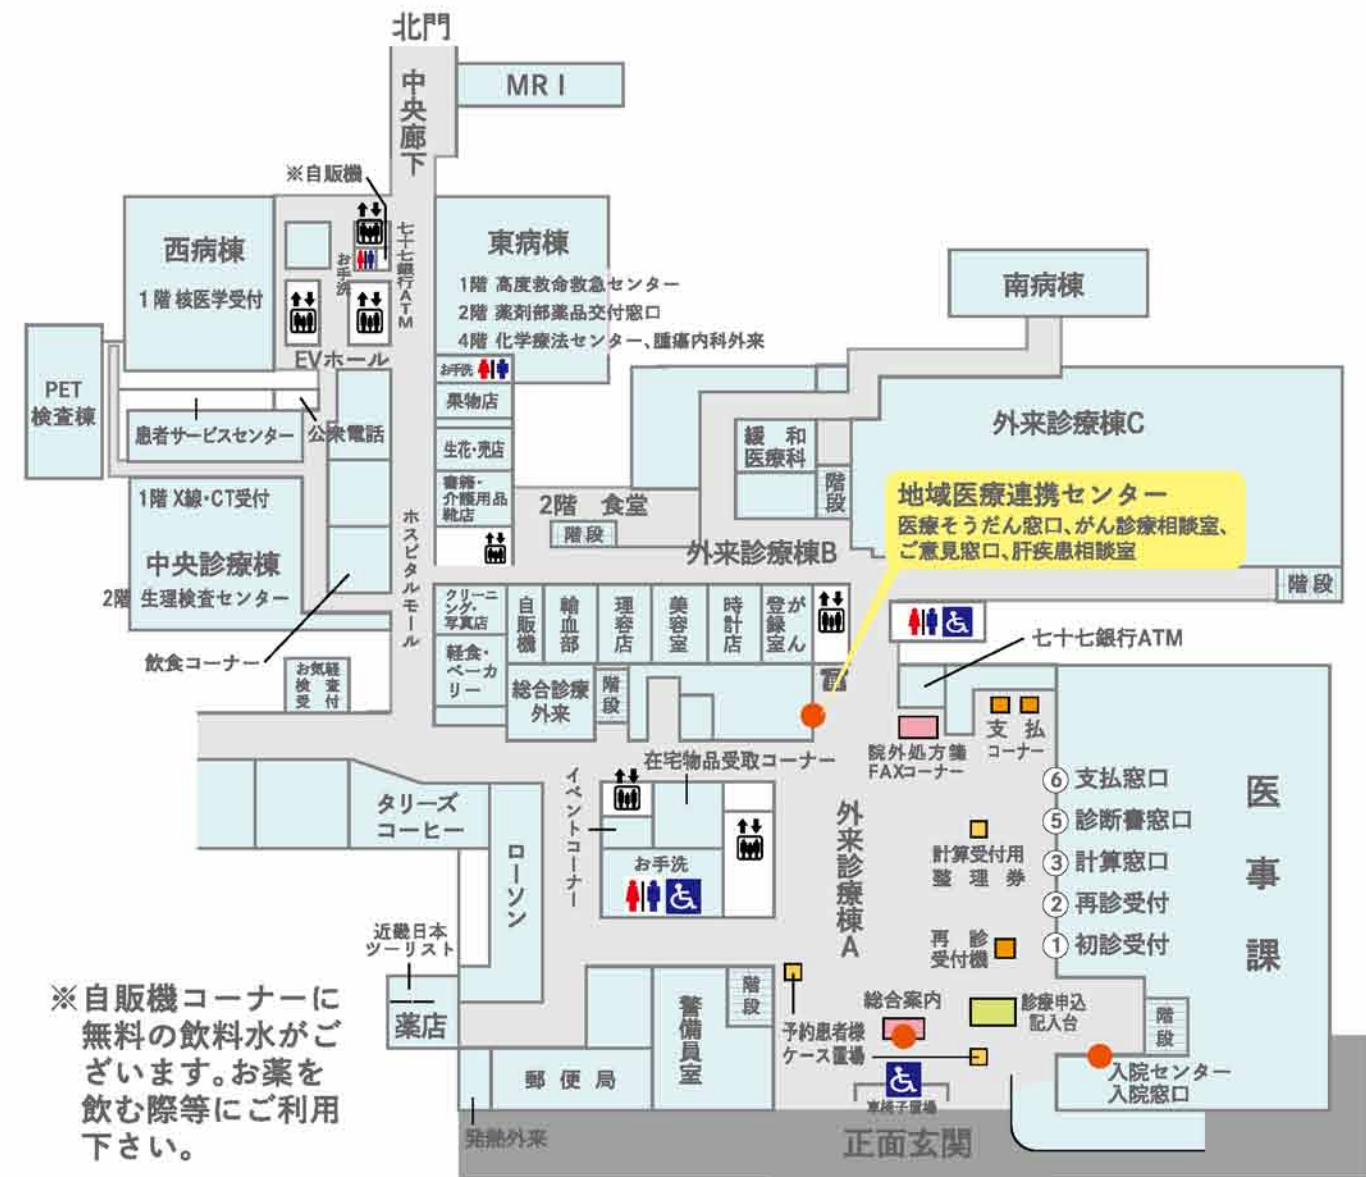 北門
中央廊下
MRI
※自販機
西病棟
1階 核医学受付
お手洗
七十七銀行ATM
東病棟
1階 高度救命救急センター
2階 薬剤部薬品交付窓口
4階 化学療法センター、腫瘍内科外来
南病棟
EVホール
PET
検査棟
患者サービスセンター
公衆電話
お手洗
果物店
生花・売店
書籍・
介護用品
靴店
1階 X線・CT受付
中央診療棟
2階 生理検査センター
飲食コーナー
ホスピタルモール
2階 食堂
階段
緩和
医療科
階段
外来診療棟C
外来診療棟B
地域医療連携センター
医療そうだん窓口、がん診療相談室、
ご意見窓口、肝疾患相談室
階段
クリーニ
ング・
写真店
自販機
輸血部
理容店
美容室
時計店
がん
登録室
軽食・
ベーカ
リー
総合診療
外来
階段
七十七銀行ATM
お気軽
検査
受付
在宅物品受取コーナー
院外処方箋
FAXコーナー
支払
コーナー
タリーズ
コーヒー
ローソン
イベントコーナー
お手洗
外来診療棟A
計算受付用
整理券
再診
受付機
⑥ 支払窓口
⑤ 診断書窓口
③ 計算窓口
② 再診受付
① 初診受付
医事課
近畿日本
ツーリスト
薬店
※自販機コーナーに
無料の飲料水がご
ざいます。お薬を
飲む際等にご利用
下さい。
警備員室
階段
郵便局
発熱外来
予約患者様
ケース置場
総合案内
診療申込
記入台
階段
車椅子置場
入院センター
入院窓口
正面玄関